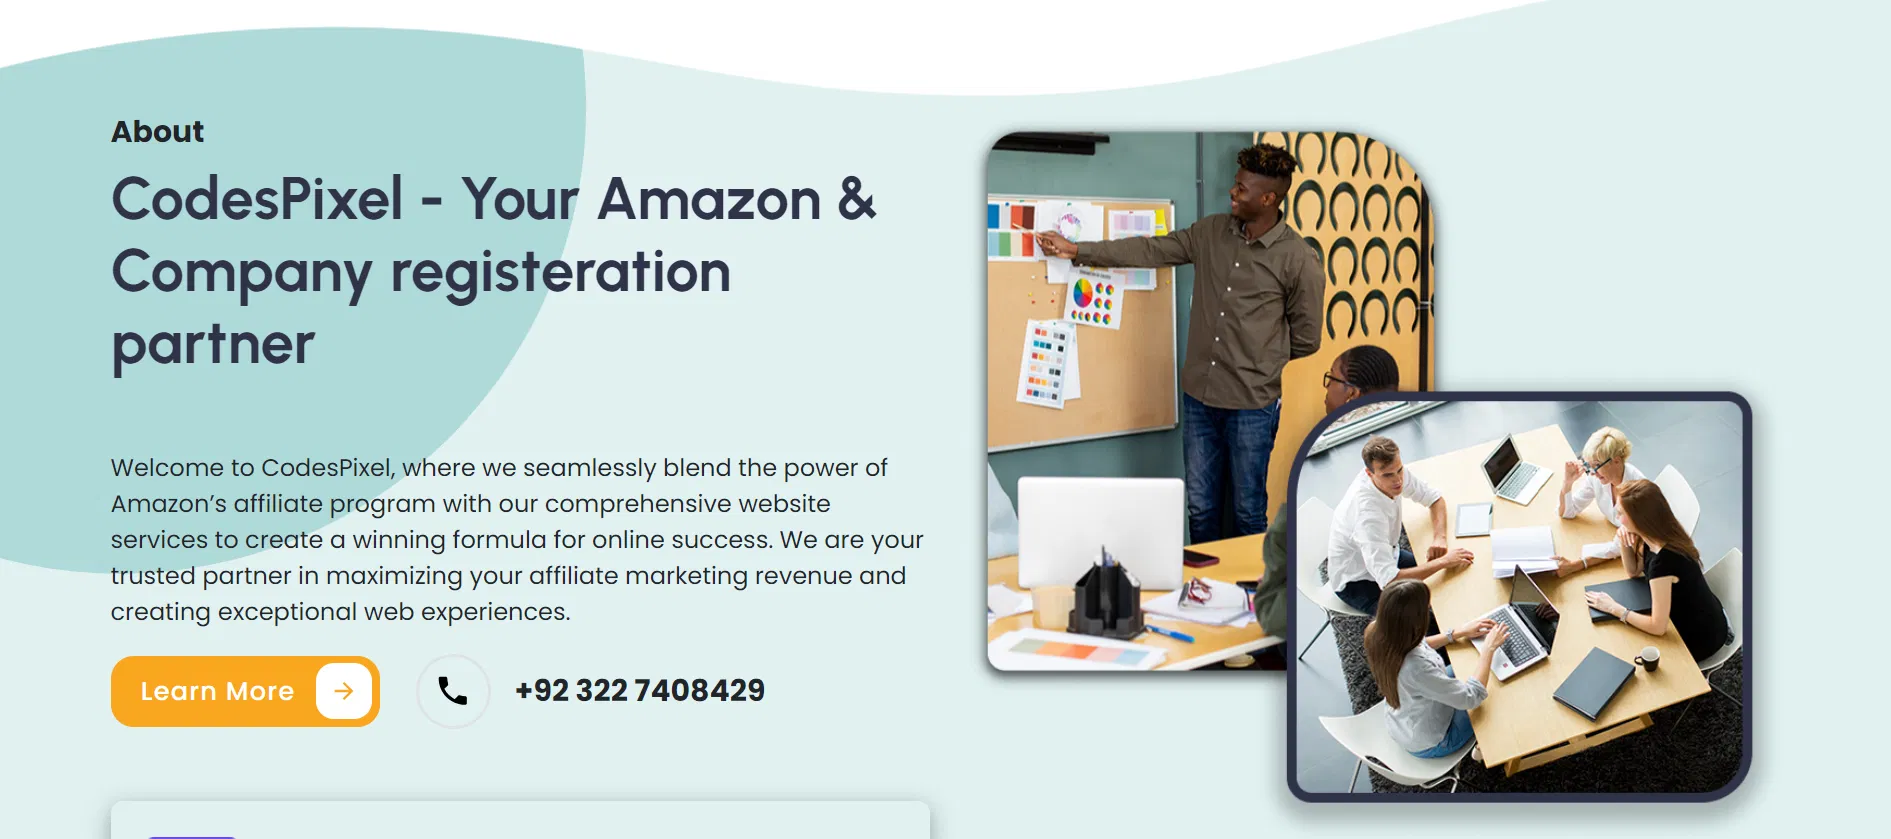 About
CodesPixel - Your Amazon &
Company registeration
partner
Welcome to CodesPixel, where we seamlessly blend the power of
Amazon’s affiliate program with our comprehensive website
services to create a winning formula for online success. We are your
trusted partner in maximizing your affiliate marketing revenue and
creating exceptional web experiences.
Learn More
+92 322 7408429